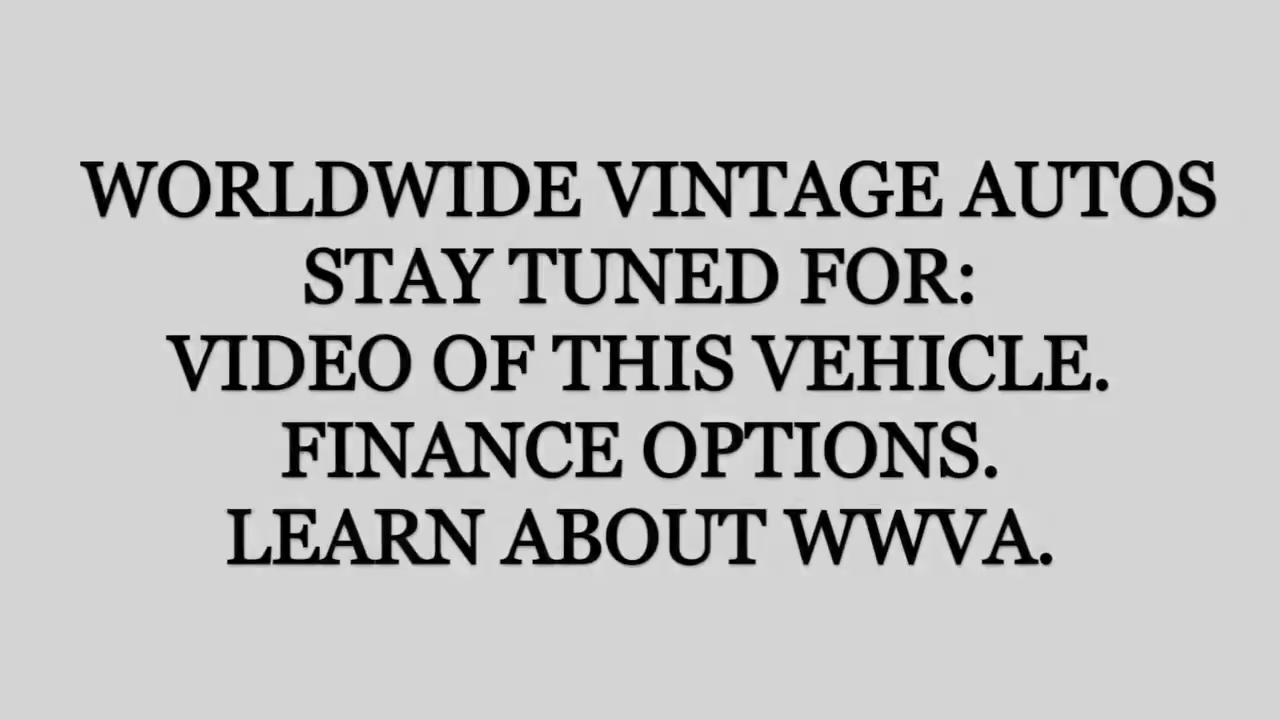 WORLDWIDE VINTAGE AUTOS
STAY TUNED FOR:
VIDEO OF THIS VEHICLE.
FINANCE OPTIONS.
LEARN ABOUT WWVA.